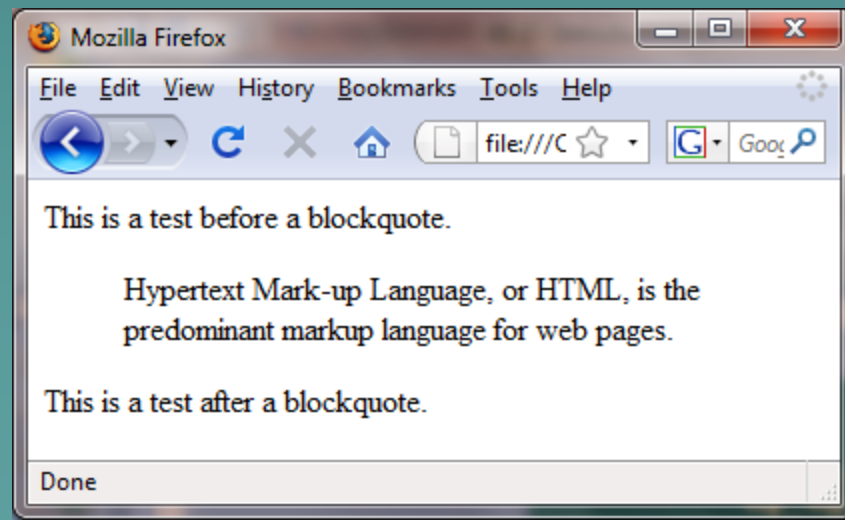 Mozilla Firefox
File Edit View History Bookmarks Tools Help
file:///C G Goog
This is a test before a blockquote.
Hypertext Mark-up Language, or HTML, is the
predominant markup language for web pages.
This is a test after a blockquote.
Done